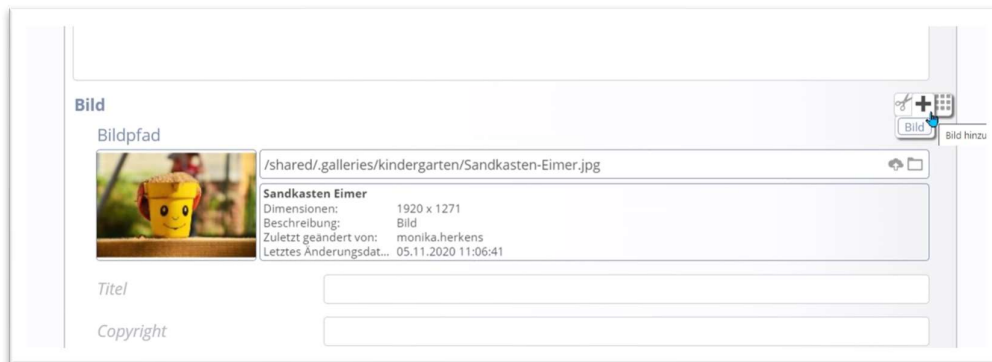 Bild
Bild
Bild hinzu
Bildpfad
/shared/.galleries/kindergarten/Sandkasten-Eimer.jpg
Sandkasten Eimer
Dimensionen: 1920 x 1271
Beschreibung: Bild
Zuletzt geändert von: monika.herkens
Letztes Änderungsdat... 05.11.2020 11:06:41
Titel
Copyright